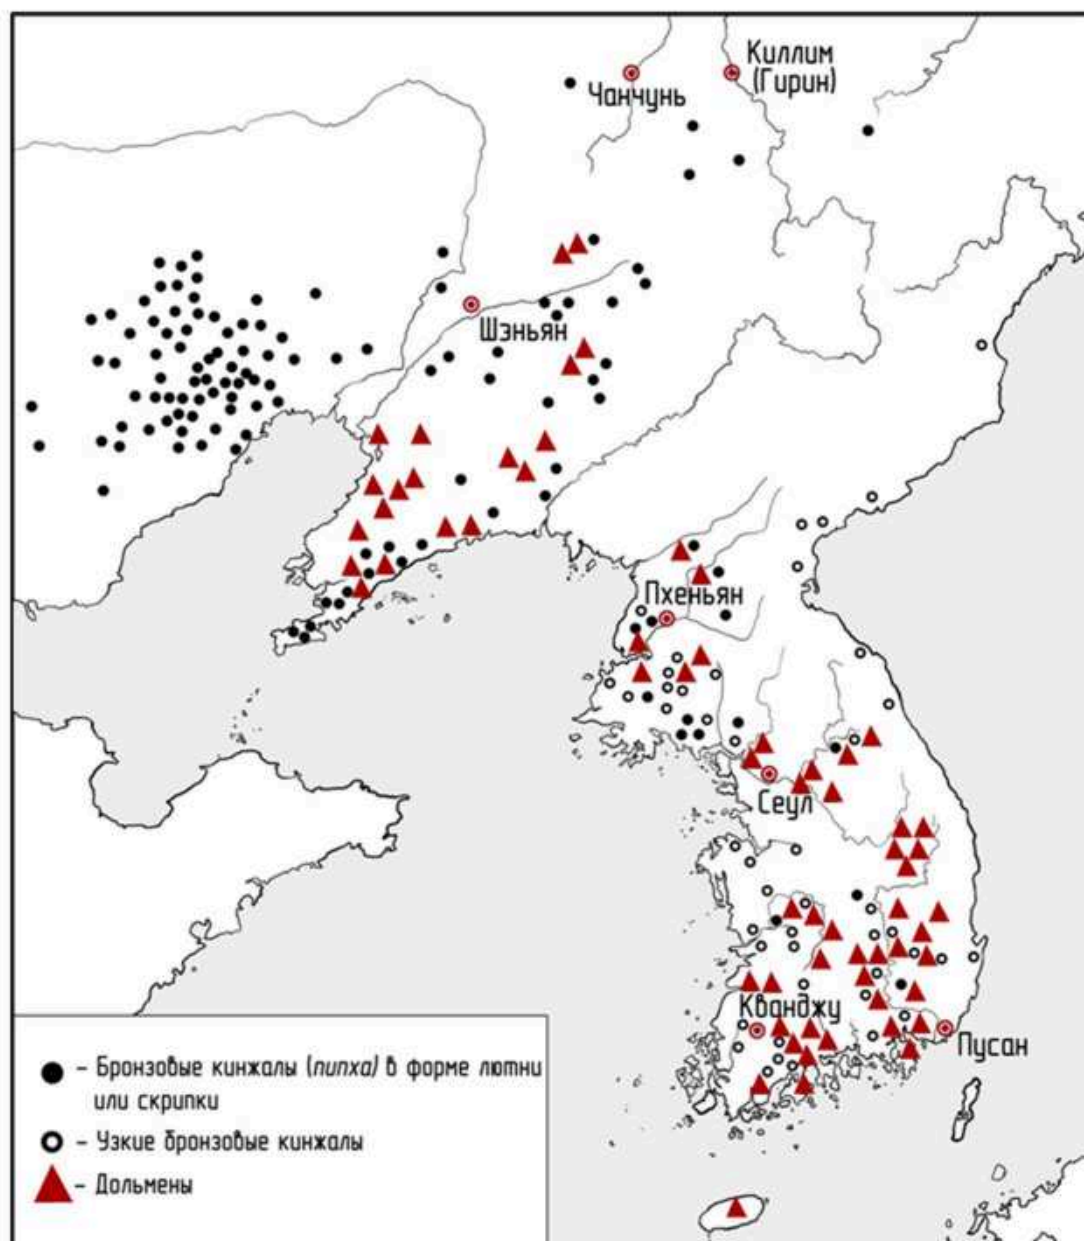 Чанчунь
Киллим
(Гирин)
Шэньян
Пхеньян
Сеул
Кванджу
Пусан
– Бронзовые кинжалы (пипха) в форме лютни
или скрипки
– Узкие бронзовые кинжалы
– Дольмены